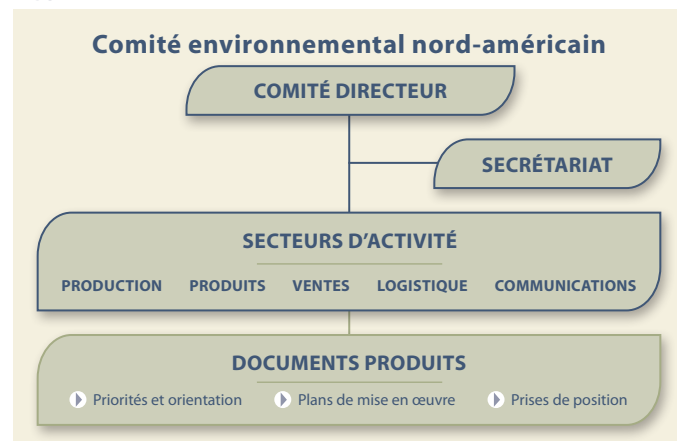 Comité environnemental nord-américain
COMITÉ DIRECTEUR
SECRÉTARIAT
SECTEURS D’ACTIVITÉ
PRODUCTION PRODUITS VENTES LOGISTIQUE COMMUNICATIONS
DOCUMENTS PRODUITS
Priorités et orientation Plans de mise en œuvre Prises de position